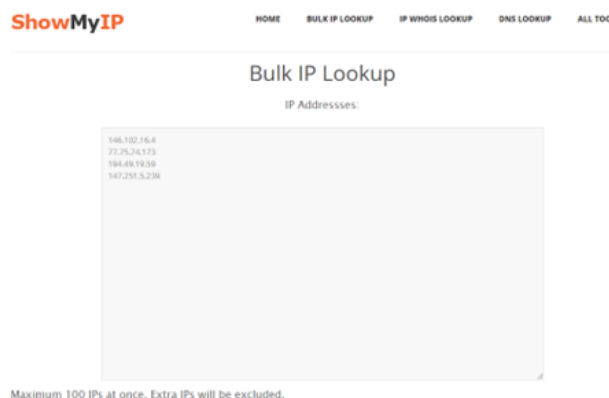 ShowMyIP
HOME BULK IP LOOKUP IP WHOIS LOOKUP DNS LOOKUP ALL TOO
Bulk IP Lookup
IP Addressses:
146.102.16.4
77.75.74.173
194.49.19.59
147.251.5.239
Maximum 100 IPs at once. Extra IPs will be excluded.